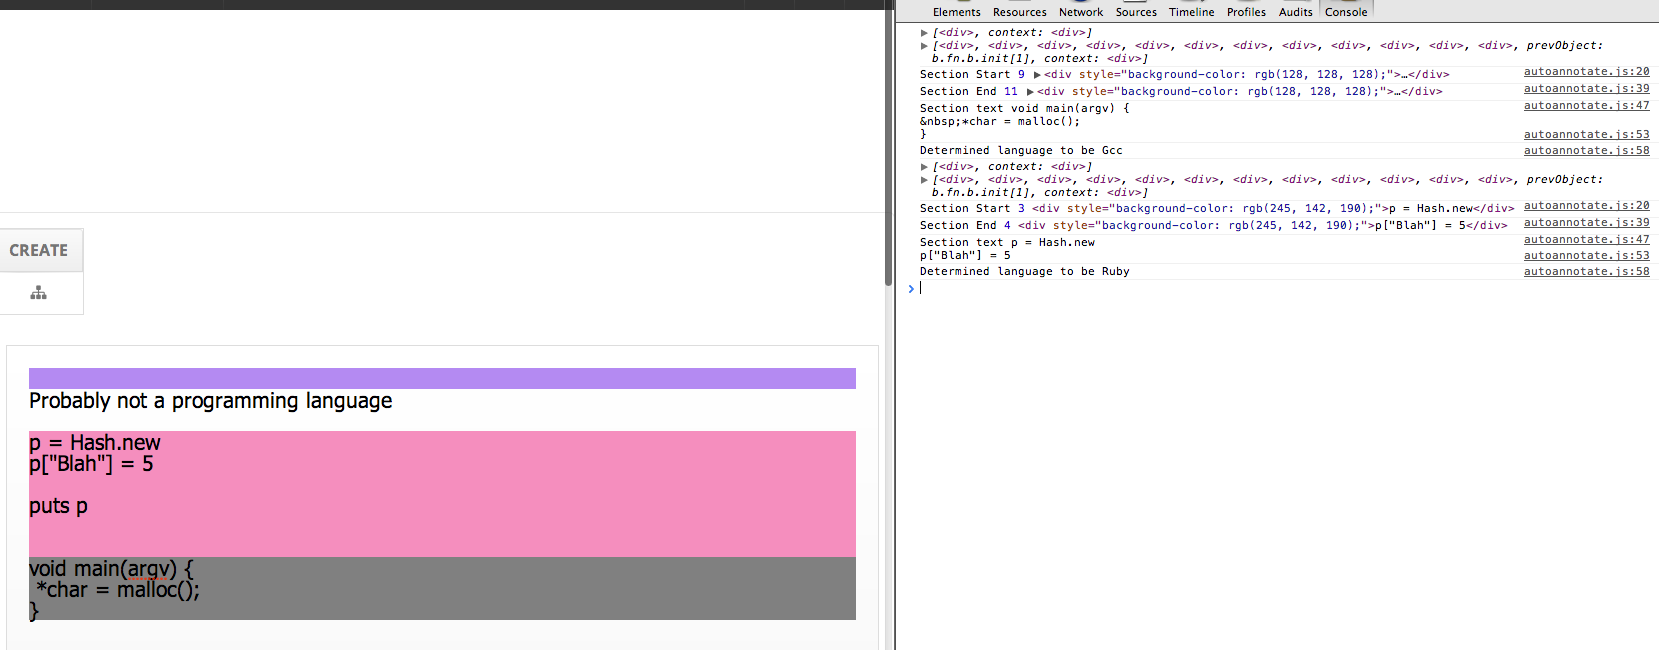 CREATE
Probably not a programming language
p = Hash.new
p["Blah"] = 5
puts p
void main(argv) {
*char = malloc();
}
Elements Resources Network Sources Timeline Profiles Audits Console
[<div>, context: <div>]
[<div>, <div>, <div>, <div>, <div>, <div>, <div>, <div>, <div>, <div>, <div>, <div>, prevObject:
b.fn.b.init[1], context: <div>]
Section Start 9 ▶<div style="background-color: rgb(128, 128, 128);">…</div> autoannotate.js:20
Section End 11 ▶<div style="background-color: rgb(128, 128, 128);">…</div> autoannotate.js:39
Section text void main(argv) { autoannotate.js:47
&nbsp;*char = malloc();
} autoannotate.js:53
Determined language to be Gcc autoannotate.js:58
[<div>, context: <div>]
[<div>, <div>, <div>, <div>, <div>, <div>, <div>, <div>, <div>, <div>, <div>, <div>, prevObject:
b.fn.b.init[1], context: <div>]
Section Start 3 <div style="background-color: rgb(245, 142, 190);">p = Hash.new</div> autoannotate.js:20
Section End 4 <div style="background-color: rgb(245, 142, 190);">p["Blah"] = 5</div> autoannotate.js:39
Section text p = Hash.new autoannotate.js:47
p["Blah"] = 5 autoannotate.js:53
Determined language to be Ruby autoannotate.js:58